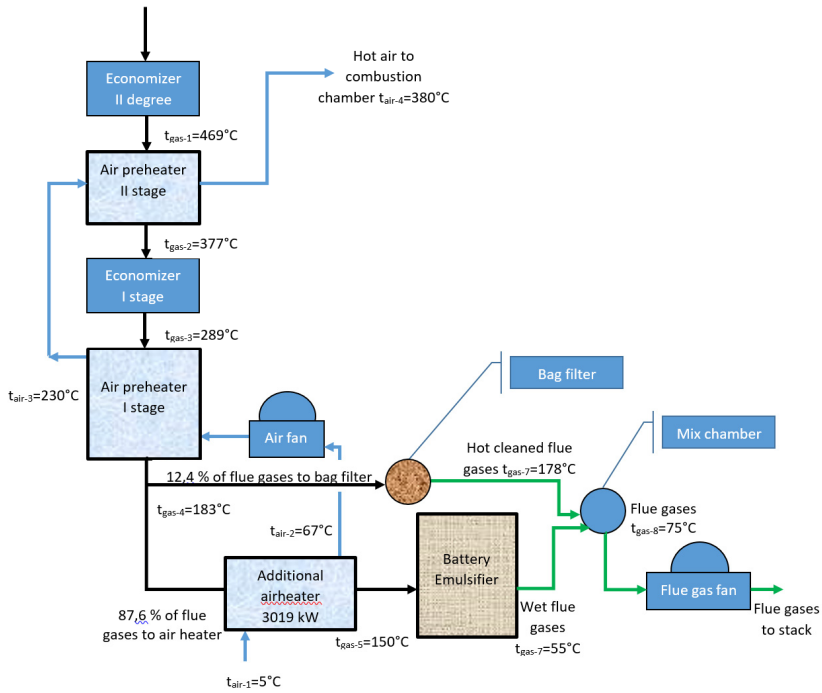 Economizer
II degree
Hot air to
combustion
chamber tair-4=380°C
tgas-1=469°C
Air preheater
II stage
tgas-2=377°C
Economizer
I stage
tgas-3=289°C
Air preheater
I stage
tair-3=230°C
Air fan
Bag filter
Mix chamber
12,4 % of flue gases to bag filter
Hot cleaned flue
gases tgas-7=178°C
tgas-4=183°C
tair-2=67°C
Flue gases
tgas-8=75°C
Additional
airheater
3019 kW
Battery
Emulsifier
Flue gas fan
87,6 % of flue
gases to air heater
tgas-5=150°C
Wet flue
gases
tgas-7=55°C
Flue gases
to stack
tair-1=5°C